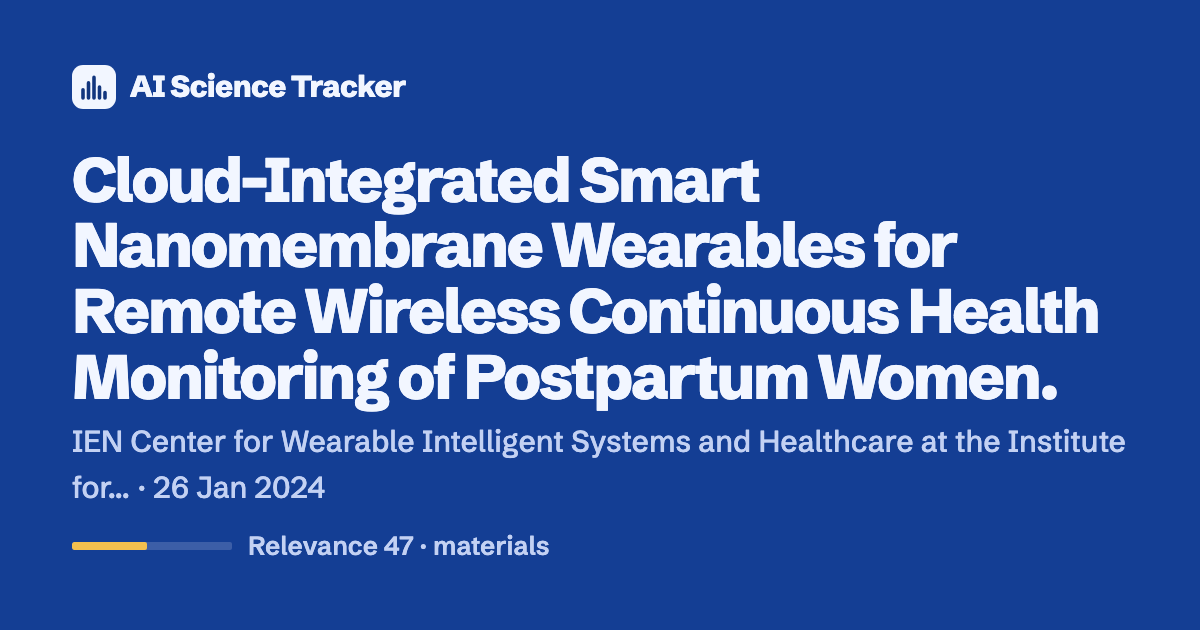 AI Science Tracker
Cloud-Integrated Smart
Nanomembrane Wearables for
Remote Wireless Continuous Health
Monitoring of Postpartum Women.
IEN Center for Wearable Intelligent Systems and Healthcare at the Institute
for... · 26 Jan 2024
Relevance 47 · materials